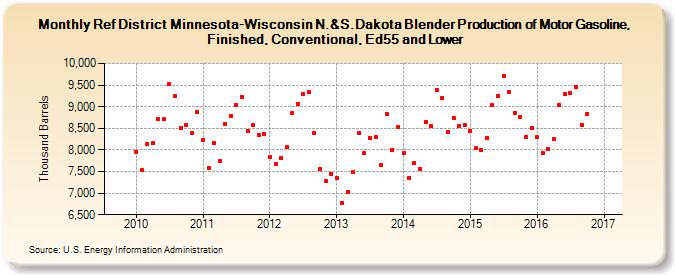 Monthly Ref District Minnesota-Wisconsin N.&S.Dakota Blender Production of Motor Gasoline,
Finished, Conventional, Ed55 and Lower
Thousand Barrels
10,000
9,500
9,000
8,500
8,000
7,500
7,000
6,500
2010 2011 2012 2013 2014 2015 2016 2017
Source: U.S. Energy Information Administration